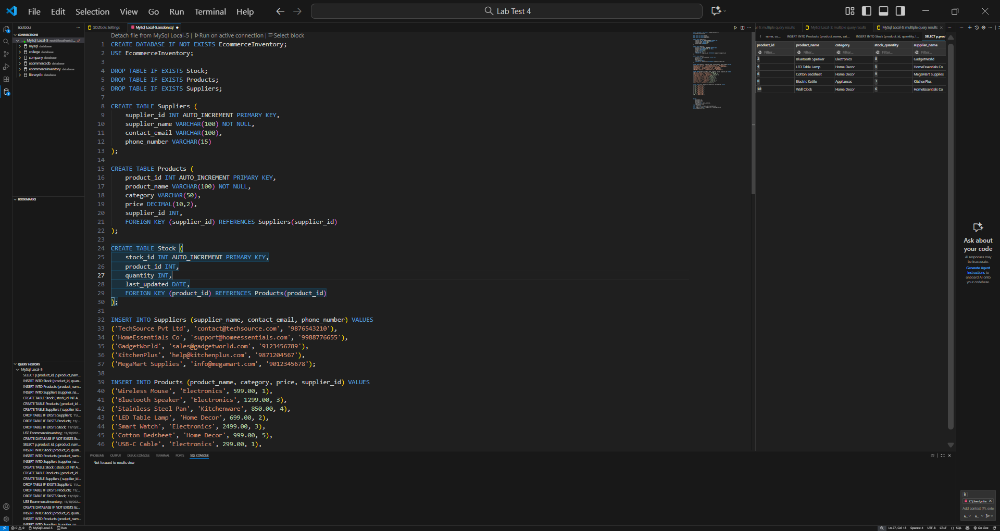 File Edit Selection View Go Run Terminal Help
Lab Test 4
SQLTOOLS
CONNECTIONS
MySql Local-5
mysql database
college database
company database
ecommercedb database
ecommerceinventory database
librarydb database
BOOKMARKS
QUERY HISTORY
MySql Local-5
SELECT p.product_id, p.product_nam...
INSERT INTO Stock (product_id, quan...
INSERT INTO Products (product_nam...
INSERT INTO Suppliers (supplier_na...
CREATE TABLE Stock ( stock_id INT A...
CREATE TABLE Products ( product_id ...
CREATE TABLE Suppliers ( supplier_id...
DROP TABLE IF EXISTS Suppliers; 11/...
DROP TABLE IF EXISTS Products; 11/...
DROP TABLE IF EXISTS Stock; 11/10/2...
USE EcommerceInventory; 11/10/202...
CREATE DATABASE IF NOT EXISTS Ec...
SELECT p.product_id, p.product_nam...
INSERT INTO Stock (product_id, quan...
INSERT INTO Products (product_nam...
INSERT INTO Suppliers (supplier_na...
CREATE TABLE Stock ( stock_id INT A...
CREATE TABLE Products ( product_id ...
CREATE TABLE Suppliers ( supplier_id...
DROP TABLE IF EXISTS Suppliers; 11/...
DROP TABLE IF EXISTS Products; 11/...
DROP TABLE IF EXISTS Stock; 11/10/2...
USE EcommerceInventory; 11/10/202...
CREATE DATABASE IF NOT EXISTS Ec...
INSERT INTO Stock (product_id, quan...
INSERT INTO Products (product_nam...
INSERT INTO Suppliers (supplier_na...
SQLTools Settings
MySql Local-5.session.sql
Detach file from MySql Local-5 | Run on active connection | Select block
1 CREATE DATABASE IF NOT EXISTS EcommerceInventory;
2 USE EcommerceInventory;
3
4 DROP TABLE IF EXISTS Stock;
5 DROP TABLE IF EXISTS Products;
6 DROP TABLE IF EXISTS Suppliers;
7
8 CREATE TABLE Suppliers (
9 supplier_id INT AUTO_INCREMENT PRIMARY KEY,
10 supplier_name VARCHAR(100) NOT NULL,
11 contact_email VARCHAR(100),
12 phone_number VARCHAR(15)
13 );
14
15 CREATE TABLE Products (
16 product_id INT AUTO_INCREMENT PRIMARY KEY,
17 product_name VARCHAR(100) NOT NULL,
18 category VARCHAR(50),
19 price DECIMAL(10,2),
20 supplier_id INT,
21 FOREIGN KEY (supplier_id) REFERENCES Suppliers(supplier_id)
22 );
23
24 CREATE TABLE Stock (
25 stock_id INT AUTO_INCREMENT PRIMARY KEY,
26 product_id INT,
27 quantity INT,
28 last_updated DATE,
29 FOREIGN KEY (product_id) REFERENCES Products(product_id)
30 );
31
32 INSERT INTO Suppliers (supplier_name, contact_email, phone_number) VALUES
33 ('TechSource Pvt Ltd', 'contact@techsource.com', '9876543210'),
34 ('HomeEssentials Co', 'support@homeessentials.com', '9988776655'),
35 ('GadgetWorld', 'sales@gadgetworld.com', '9123456789'),
36 ('KitchenPlus', 'help@kitchenplus.com', '9871204567'),
37 ('MegaMart Supplies', 'info@megamart.com', '9012345678');
38
39 INSERT INTO Products (product_name, category, price, supplier_id) VALUES
40 ('Wireless Mouse', 'Electronics', 599.00, 1),
41 ('Bluetooth Speaker', 'Electronics', 1299.00, 3),
42 ('Stainless Steel Pan', 'Kitchenware', 850.00, 4),
43 ('LED Table Lamp', 'Home Decor', 699.00, 2),
44 ('Smart Watch', 'Electronics', 2499.00, 3),
45 ('Cotton Bedsheet', 'Home Decor', 999.00, 5),
46 ('USB-C Cable', 'Electronics', 299.00, 1),
PROBLEMS OUTPUT DEBUG CONSOLE TERMINAL PORTS SQL CONSOLE
Not focused to results view
l-5: multiple query results MySql Local-5: multiple query results MySql Local-5: multiple query results
name, co... INSERT INTO Products (product_name, cat... INSERT INTO Stock (product_id, quantity, l... SELECT p.prod
product_id product_name category stock_quantity supplier_name
Filter... Filter... Filter... Filter... Filter...
2 Bluetooth Speaker Electronics 8 GadgetWorld
4 LED Table Lamp Home Decor 5 HomeEssentials Co
6 Cotton Bedsheet Home Decor 9 MegaMart Supplies
8 Electric Kettle Appliances 3 KitchenPlus
10 Wall Clock Home Decor 6 HomeEssentials Co
Ask about
your code
AI responses may
be inaccurate.
Generate Agent
Instructions to
onboard AI onto
your codebase.
Add context (#), exte
A... A...
0 0 MySql Local-5 Run
Ln 27, Col 18 Spaces: 4 UTF-8 CRLF {} SQL Go Live